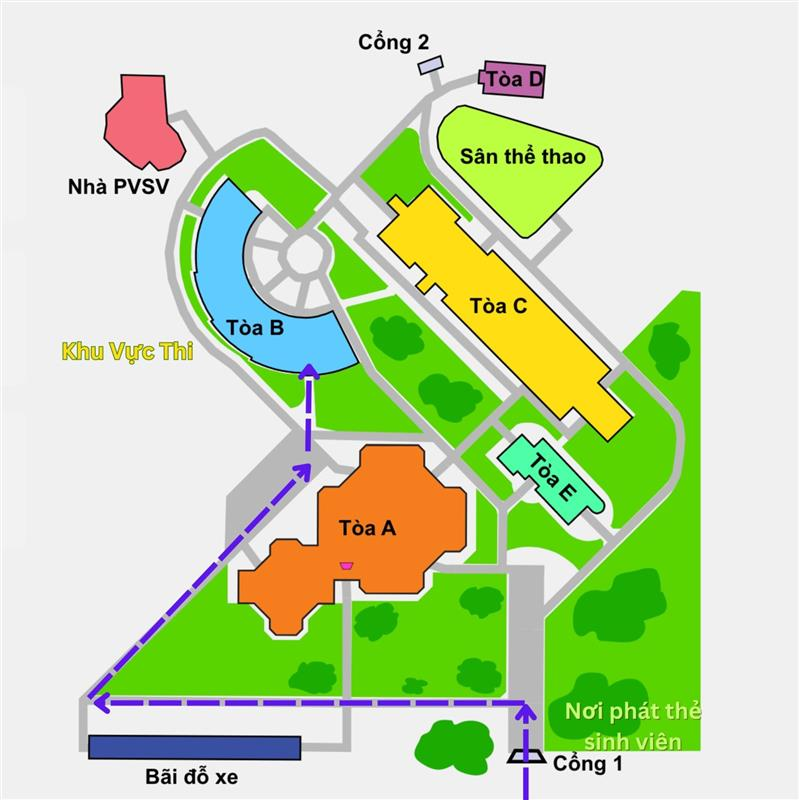 Cổng 2
Tòa D
Sân thể thao
Nhà PVSV
Tòa C
Tòa B
Khu Vực Thi
Tòa E
Tòa A
Nơi phát thẻ
sinh viên
Cổng 1
Bãi đỗ xe